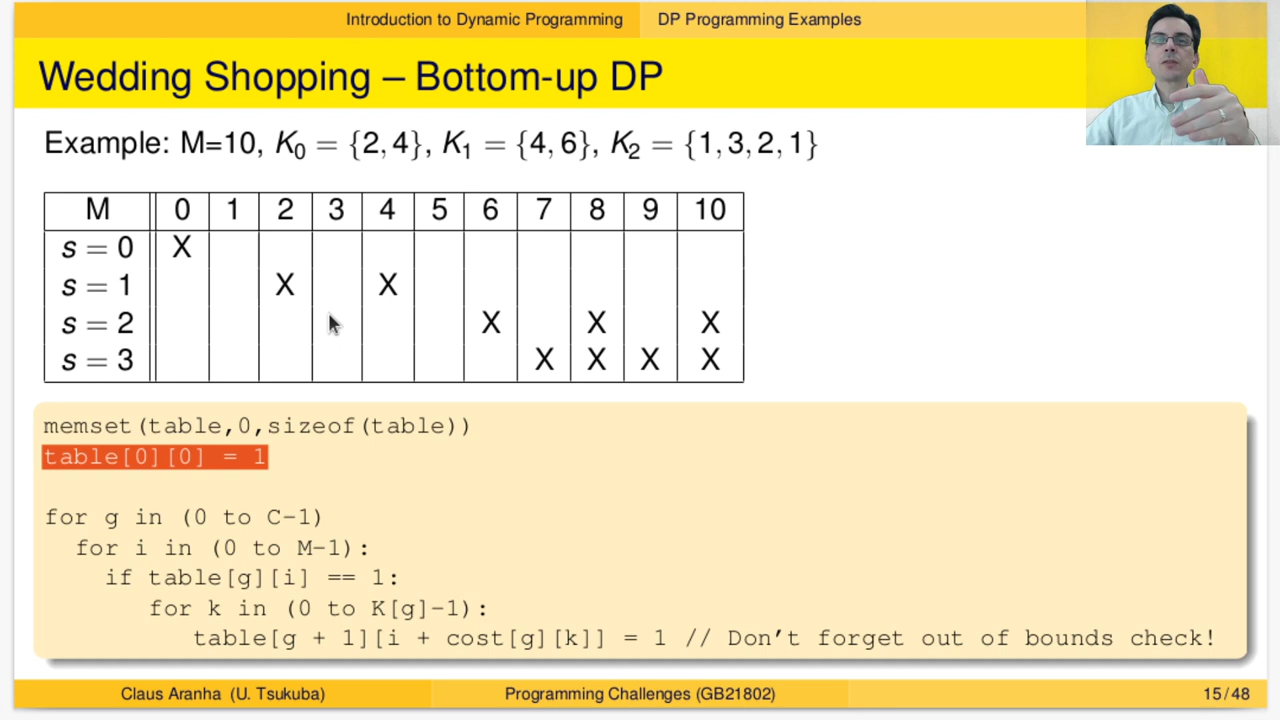 Introduction to Dynamic Programming DP Programming Examples
Wedding Shopping – Bottom-up DP
Example: M=10, K₀ = {2, 4}, K₁ = {4, 6}, K₂ = {1, 3, 2, 1}
M 0 1 2 3 4 5 6 7 8 9 10
s = 0 X
s = 1 X X
s = 2 X X X
s = 3 X X X X
memset(table,0,sizeof(table))
table[0][0] = 1
for g in (0 to C-1)
for i in (0 to M-1):
if table[g][i] == 1:
for k in (0 to K[g]-1):
table[g + 1][i + cost[g][k]] = 1 // Don't forget out of bounds check!
Claus Aranha (U. Tsukuba) Programming Challenges (GB21802) 15 / 48